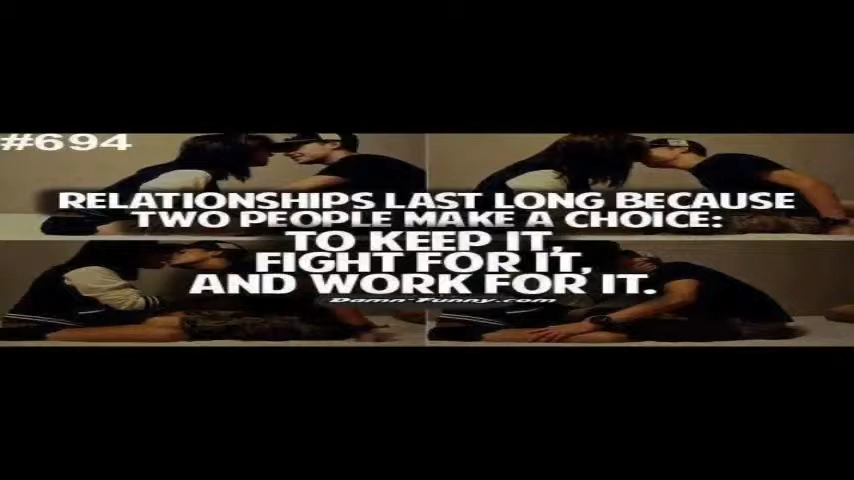 #694
RELATIONSHIPS LAST LONG BECAUSE
TWO PEOPLE MAKE A CHOICE:
TO KEEP IT,
FIGHT FOR IT,
AND WORK FOR IT.
Damn-Funny.com